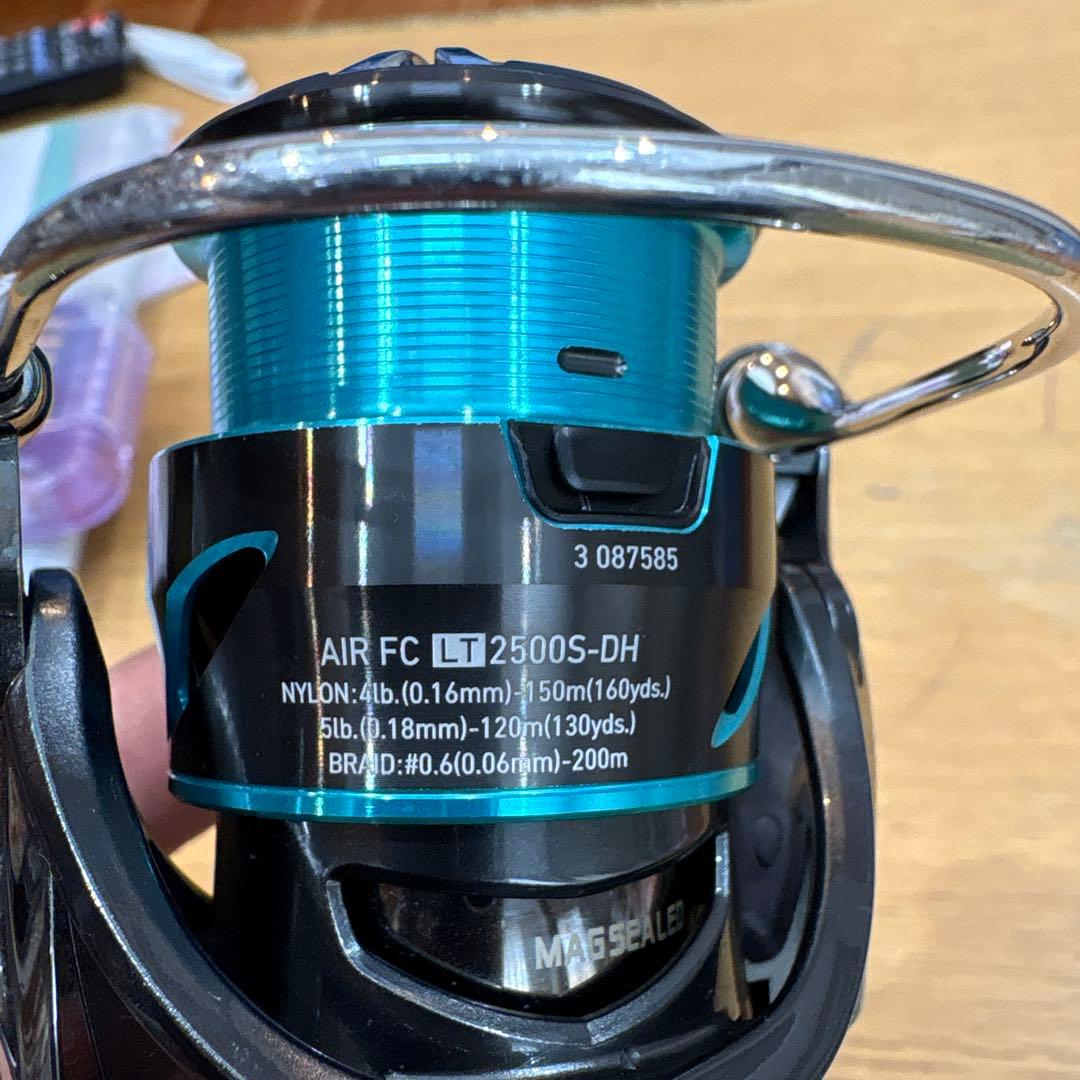 3 087585
AIR FC LT 2500S-DH
NYLON:4lb.(0.16mm)-150m(160yds.)
5lb.(0.18mm)-120m(130yds.)
BRAID:#0.6(0.06mm)-200m
MAGSEALED